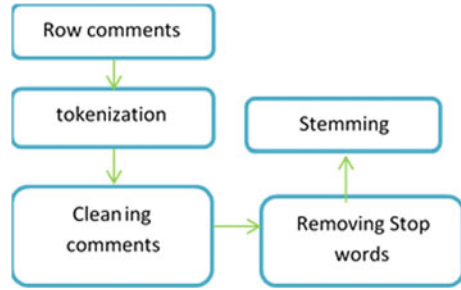 Row comments
tokenization
Cleaning
comments
Removing Stop
words
Stemming